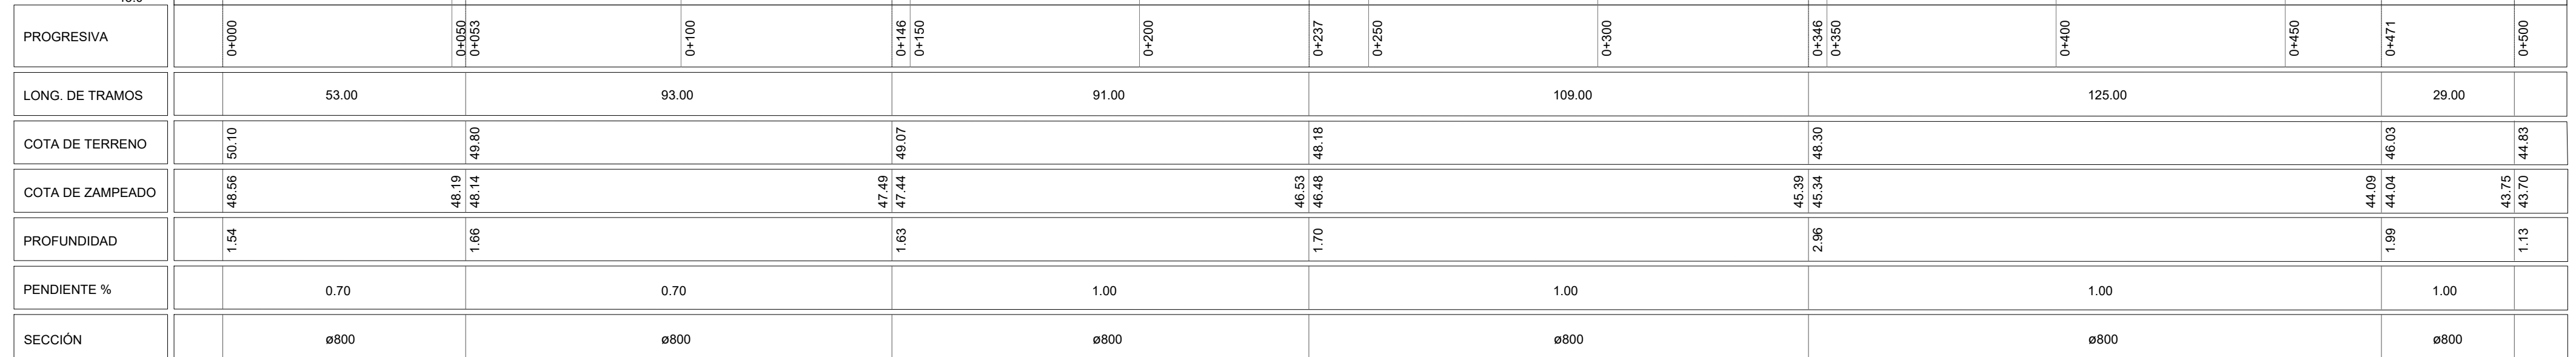 PROGRESIVA 0+000 0+050 0+053 0+100 0+146 0+150 0+200 0+237 0+250 0+300 0+346 0+350 0+400 0+450 0+471 0+500
LONG. DE TRAMOS 53.00 93.00 91.00 109.00 125.00 29.00
COTA DE TERRENO 50.10 49.80 49.07 48.18 48.30 46.03 44.83
COTA DE ZAMPEADO 48.56 48.19 48.14 47.49 47.44 46.53 46.48 45.39 45.34 44.09 44.04 43.75 43.70
PROFUNDIDAD 1.54 1.66 1.63 1.70 2.96 1.99 1.13
PENDIENTE % 0.70 0.70 1.00 1.00 1.00 1.00
SECCIÓN ø800 ø800 ø800 ø800 ø800 ø800